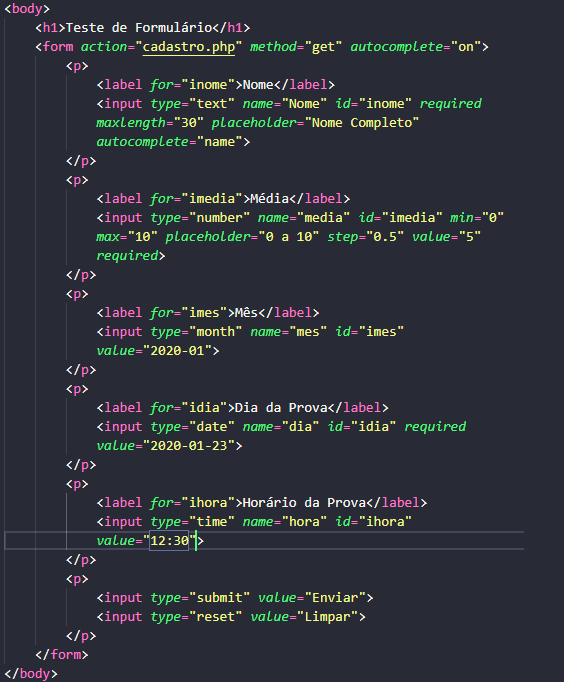 <body>
<h1>Teste de Formulário</h1>
<form action="cadastro.php" method="get" autocomplete="on">
<p>
<label for="inome">Nome</label>
<input type="text" name="Nome" id="inome" required
maxlength="30" placeholder="Nome Completo"
autocomplete="name">
</p>
<p>
<label for="imedia">Média</label>
<input type="number" name="media" id="imedia" min="0"
max="10" placeholder="0 a 10" step="0.5" value="5"
required>
</p>
<p>
<label for="imes">Mês</label>
<input type="month" name="mes" id="imes"
value="2020-01">
</p>
<p>
<label for="idia">Dia da Prova</label>
<input type="date" name="dia" id="idia" required
value="2020-01-23">
</p>
<p>
<label for="ihora">Horário da Prova</label>
<input type="time" name="hora" id="ihora"
value="12:30">
</p>
<p>
<input type="submit" value="Enviar">
<input type="reset" value="Limpar">
</p>
</form>
</body>